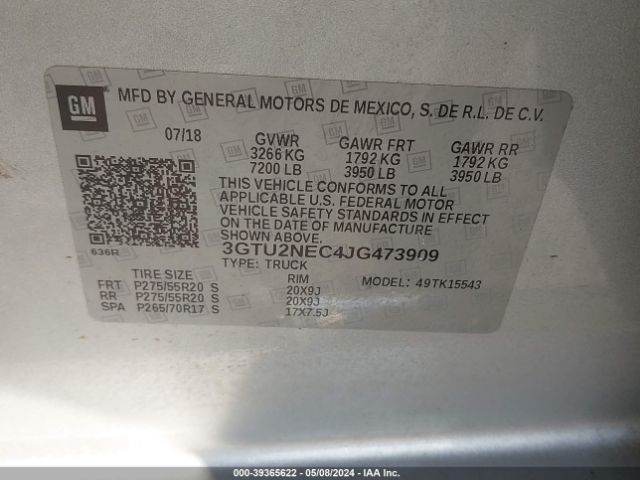 GM MFD BY GENERAL MOTORS DE MEXICO, S. DE R.L. DE C.V.
07/18 GVWR GAWR FRT GAWR RR
3266 KG 1792 KG 1792 KG
7200 LB 3950 LB 3950 LB
THIS VEHICLE CONFORMS TO ALL
APPLICABLE U.S. FEDERAL MOTOR
VEHICLE SAFETY STANDARDS IN EFFECT
ON THE DATE OF MANUFACTURE
SHOWN ABOVE.
636R 3GTU2NEC4JG473909
TYPE: TRUCK
TIRE SIZE RIM MODEL: 49TK15543
FRT P275/55R20 S 20X9J
RR P275/55R20 S 20X9J
SPA P265/70R17 S 17X7.5J
000-39365622 - 05/08/2024 - IAAI.com